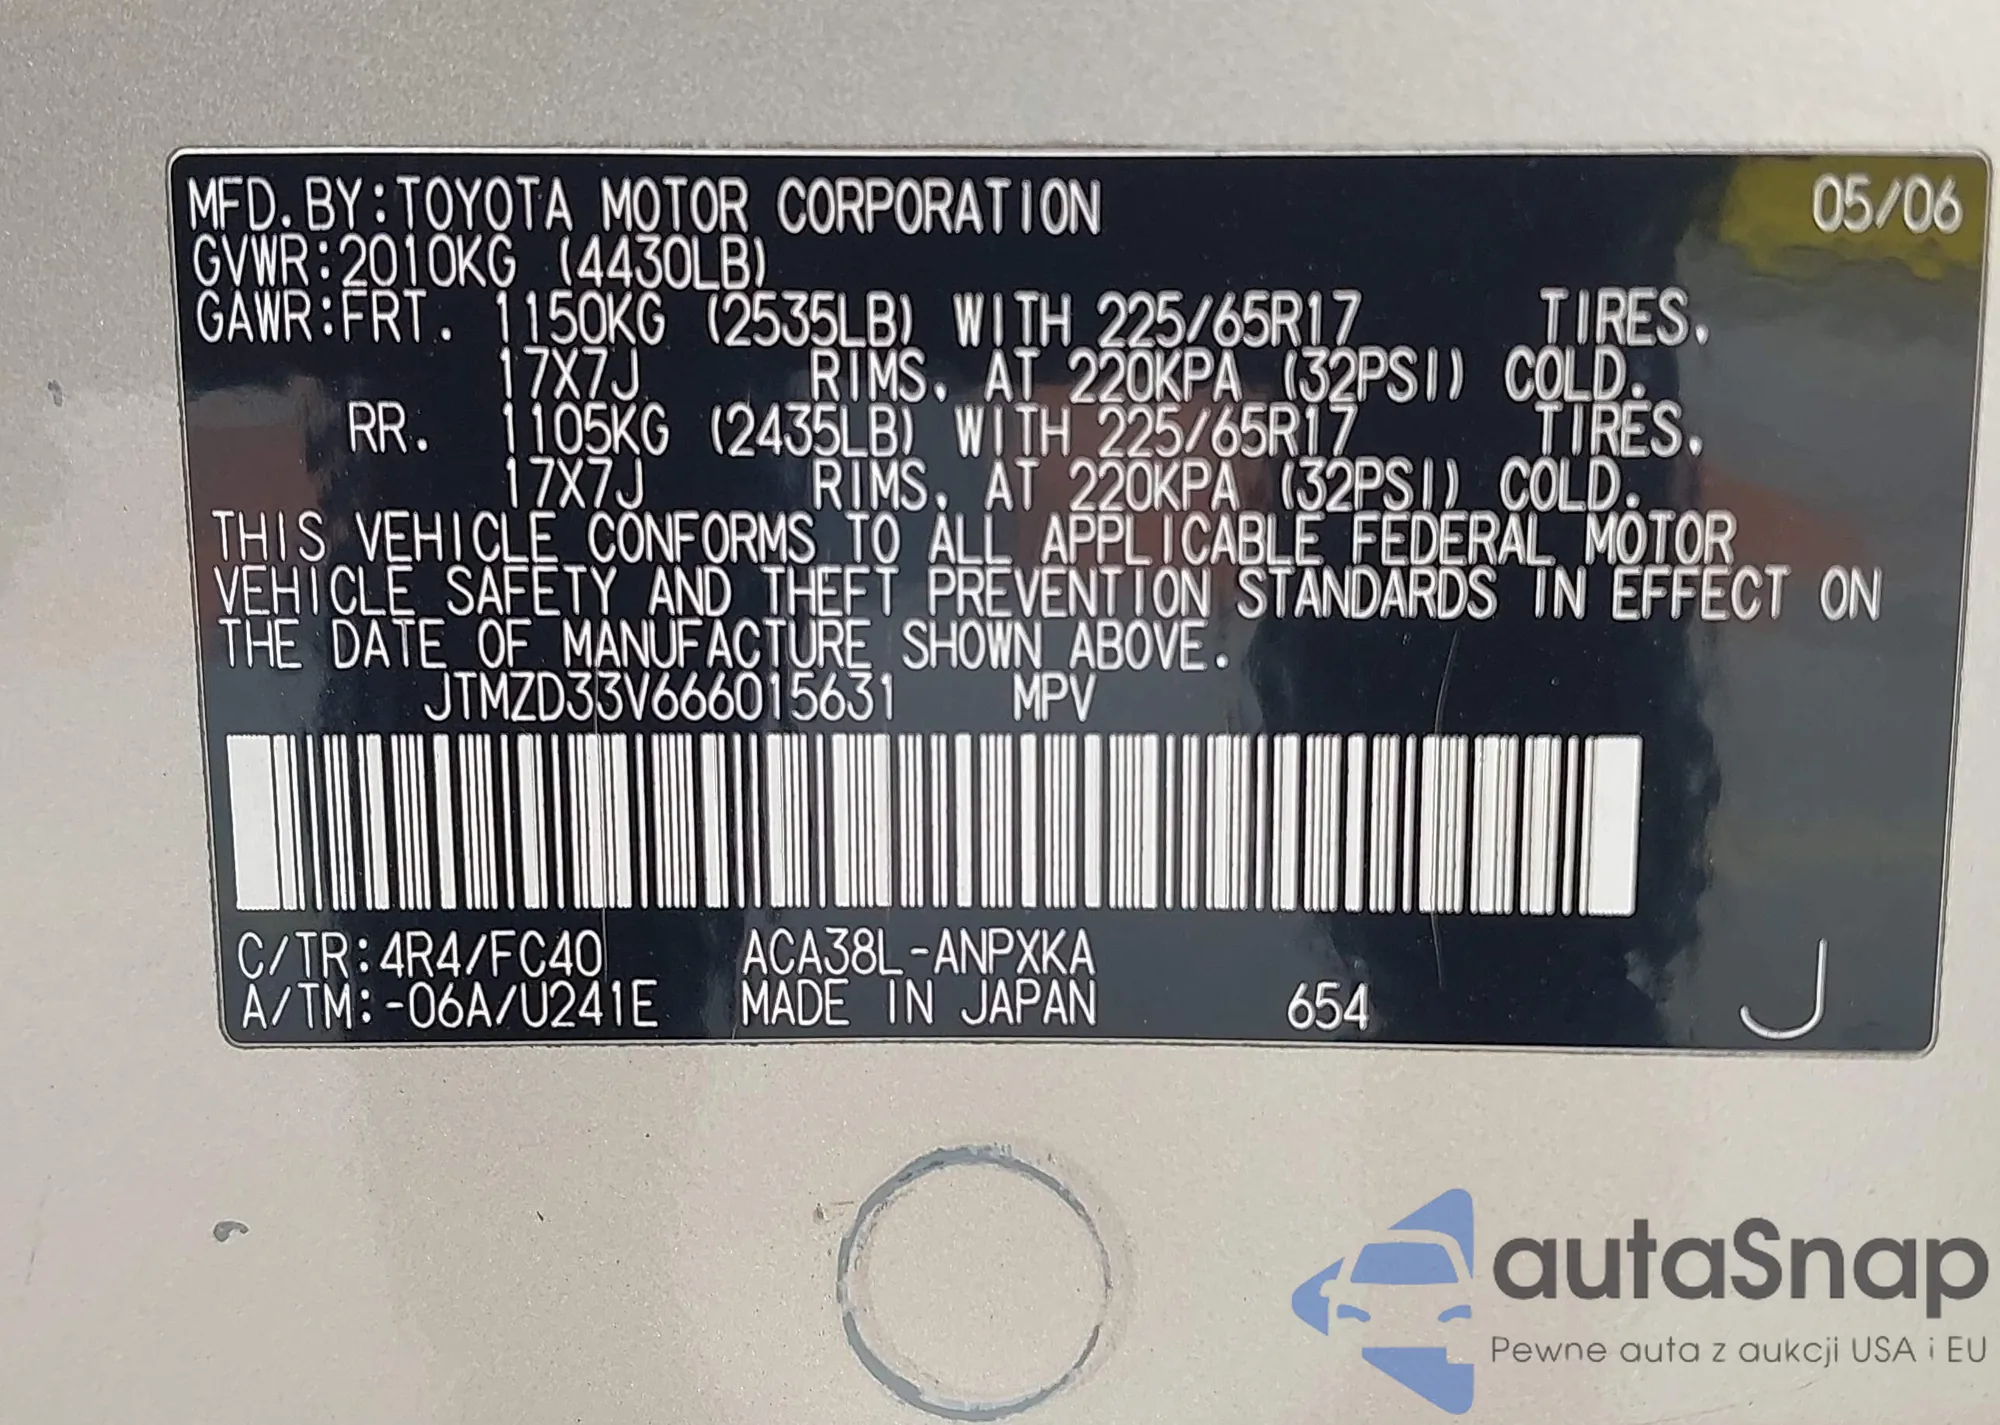 MFD.BY:TOYOTA MOTOR CORPORATION 05/06
GVWR:2010KG (4430LB)
GAWR:FRT. 1150KG (2535LB) WITH 225/65R17 TIRES.
17X7J RIMS. AT 220KPA (32PSI) COLD.
RR. 1105KG (2435LB) WITH 225/65R17 TIRES.
17X7J RIMS. AT 220KPA (32PSI) COLD.
THIS VEHICLE CONFORMS TO ALL APPLICABLE FEDERAL MOTOR
VEHICLE SAFETY AND THEFT PREVENTION STANDARDS IN EFFECT ON
THE DATE OF MANUFACTURE SHOWN ABOVE.
JTMZD33V666015631 MPV
C/TR:4R4/FC40 ACA38L-ANPXKA
A/TM:-06A/U241E MADE IN JAPAN 654 J
autaSnap
Pewne auta z aukcji USA i EU